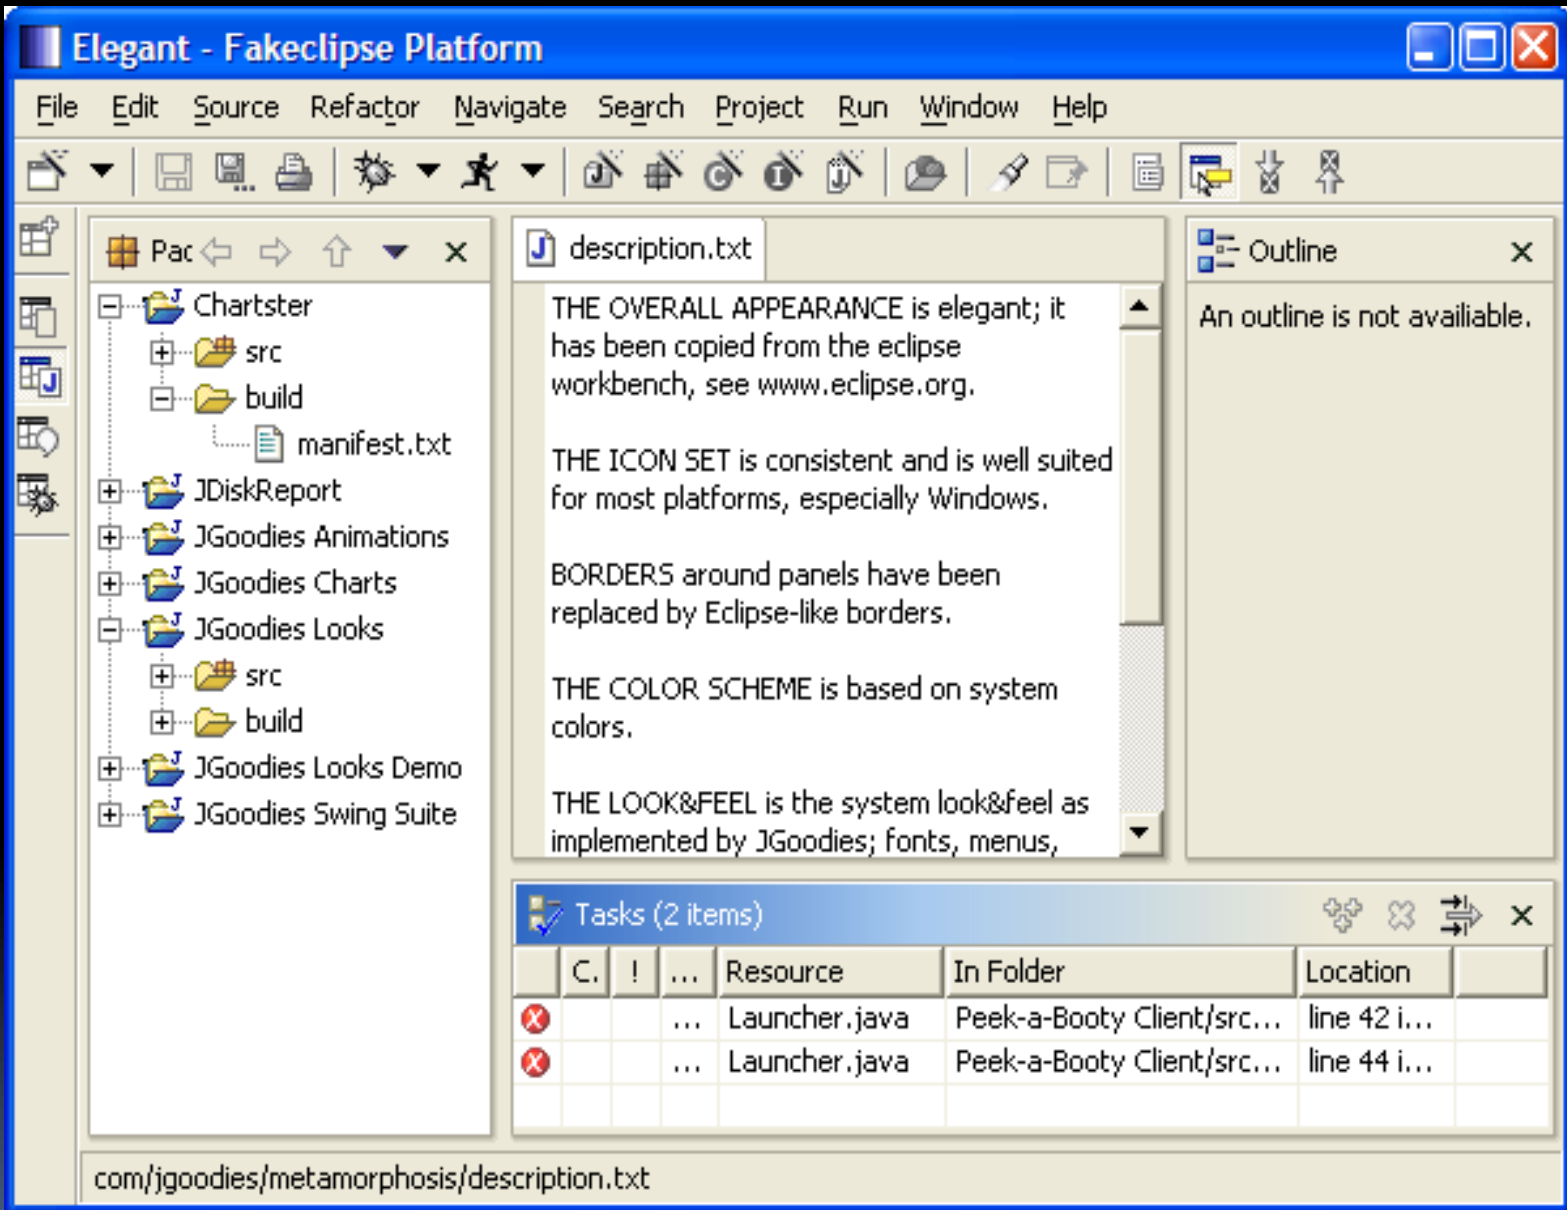 Elegant - Fakeclipse Platform
File Edit Source Refactor Navigate Search Project Run Window Help
Pac
Chartster
src
build
manifest.txt
JDiskReport
JGoodies Animations
JGoodies Charts
JGoodies Looks
src
build
JGoodies Looks Demo
JGoodies Swing Suite
description.txt
THE OVERALL APPEARANCE is elegant; it
has been copied from the eclipse
workbench, see www.eclipse.org.
THE ICON SET is consistent and is well suited
for most platforms, especially Windows.
BORDERS around panels have been
replaced by Eclipse-like borders.
THE COLOR SCHEME is based on system
colors.
THE LOOK&FEEL is the system look&feel as
implemented by JGoodies; fonts, menus,
Outline
An outline is not availiable.
Tasks (2 items)
C. ! ... Resource In Folder Location
... Launcher.java Peek-a-Booty Client/src... line 42 i...
... Launcher.java Peek-a-Booty Client/src... line 44 i...
com/jgoodies/metamorphosis/description.txt